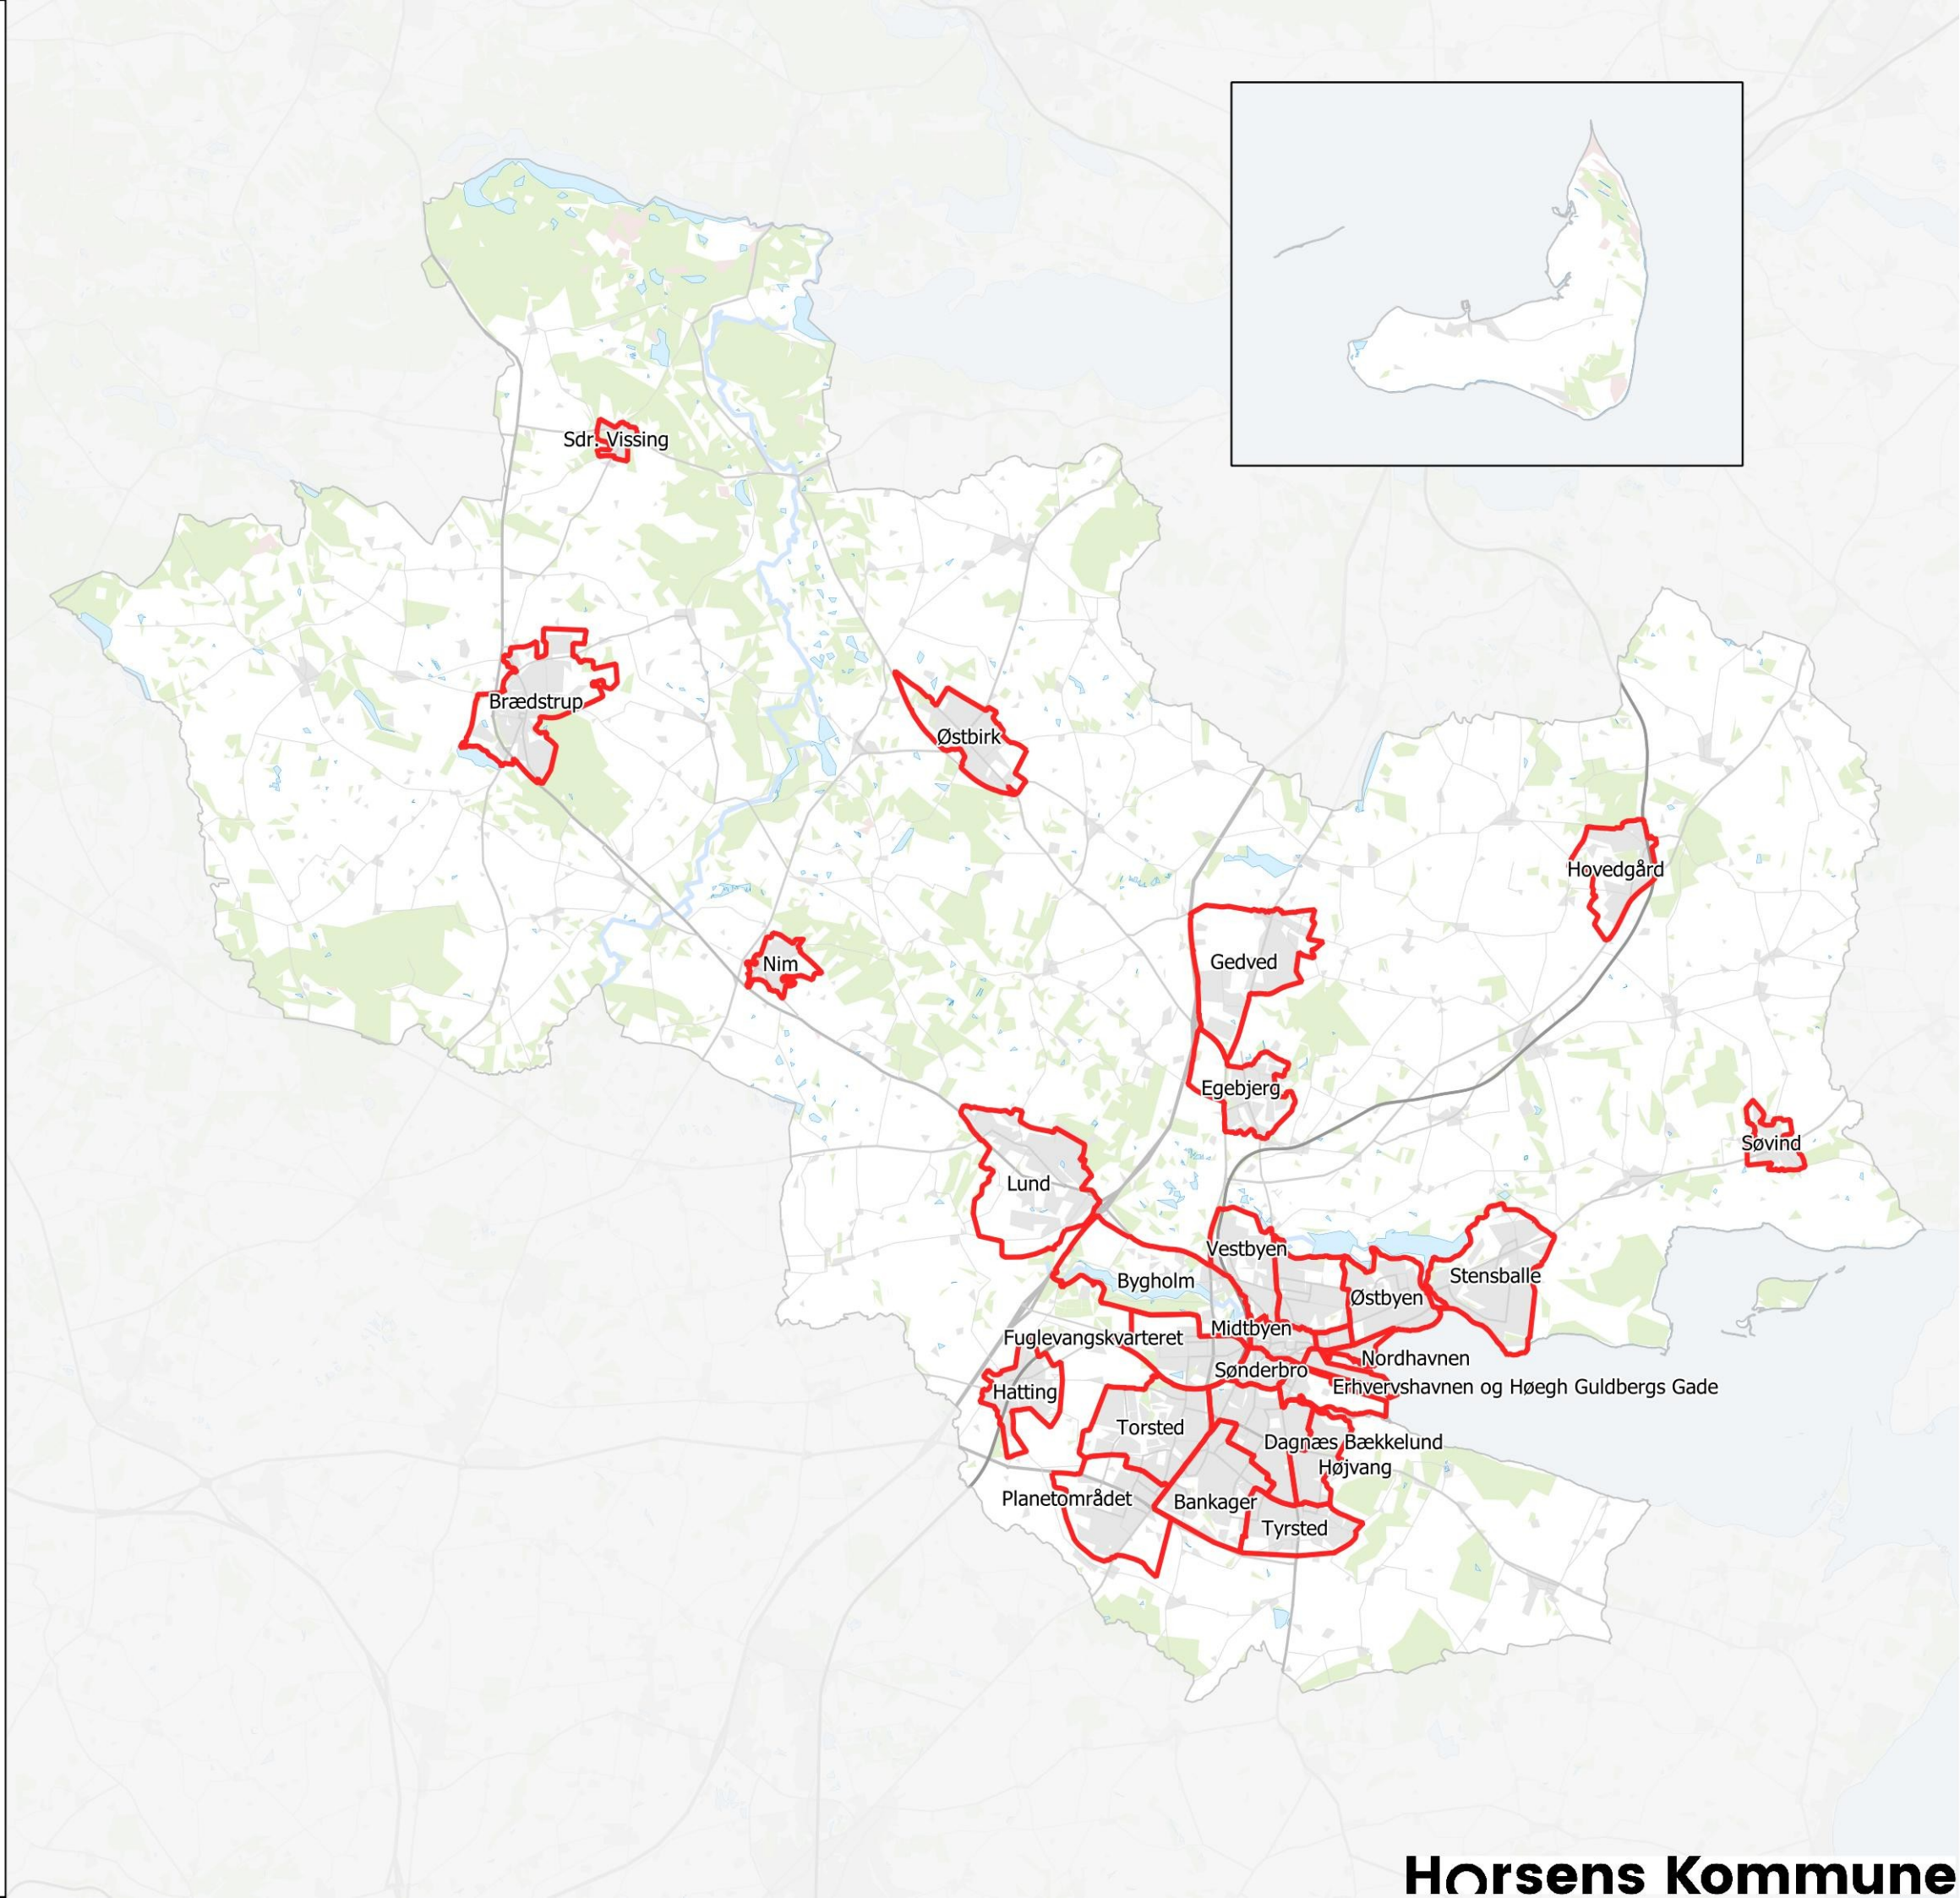 Sdr. Vissing
Brædstrup
Østbirk
Hovedgård
Nim
Gedved
Egebjerg
Søvind
Lund
Vestbyen
Bygholm
Stensballe
Østbyen
Midtbyen
Fuglevangskvarteret
Nordhavnen
Sønderbro
Erhvervshavnen og Høegh Guldbergs Gade
Hatting
Torsted
Dagnæs Bækkelund
Højvang
Planetområdet
Bankager
Tyrsted
Horsens Kommune